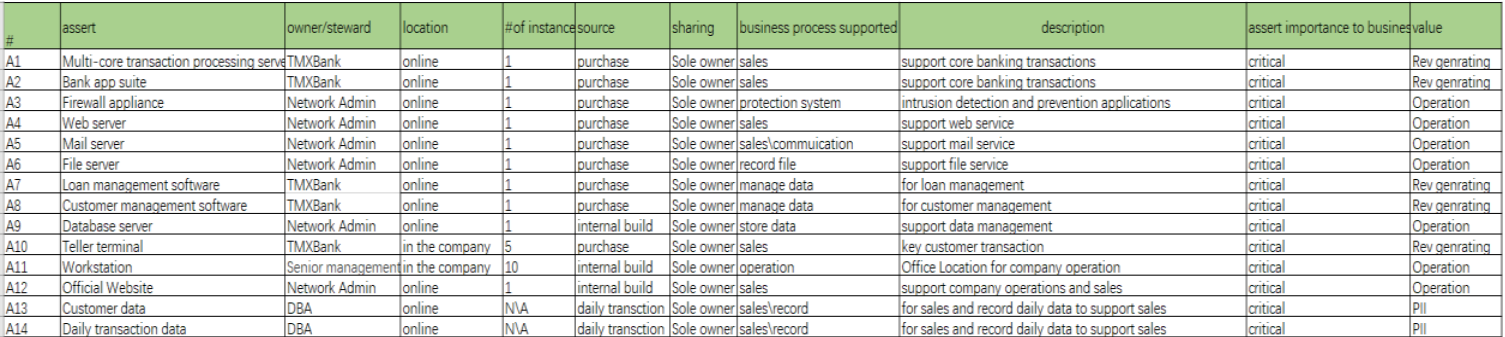 # assert owner/steward location #of instance source sharing business process supported description assert importance to busines value
A1 Multi-core transaction processing serve TMXBank online 1 purchase Sole owner sales support core banking transactions critical Rev genrating
A2 Bank app suite TMXBank online 1 purchase Sole owner sales support core banking transactions critical Rev genrating
A3 Firewall appliance Network Admin online 1 purchase Sole owner protection system intrusion detection and prevention applications critical Operation
A4 Web server Network Admin online 1 purchase Sole owner sales support web service critical Operation
A5 Mail server Network Admin online 1 purchase Sole owner sales\commuication support mail service critical Operation
A6 File server Network Admin online 1 purchase Sole owner record file support file service critical Operation
A7 Loan management software TMXBank online 1 purchase Sole owner manage data for loan management critical Rev genrating
A8 Customer management software TMXBank online 1 purchase Sole owner manage data for customer management critical Rev genrating
A9 Database server Network Admin online 1 internal build Sole owner store data support data management critical Operation
A10 Teller terminal TMXBank in the company 5 purchase Sole owner sales key customer transaction critical Rev genrating
A11 Workstation Senior management in the company 10 internal build Sole owner operation Office Location for company operation critical Operation
A12 Official Website Network Admin online 1 internal build Sole owner sales support company operations and sales critical Operation
A13 Customer data DBA online N\A daily transction Sole owner sales\record for sales and record daily data to support sales critical PII
A14 Daily transaction data DBA online N\A daily transction Sole owner sales\record for sales and record daily data to support sales critical PII